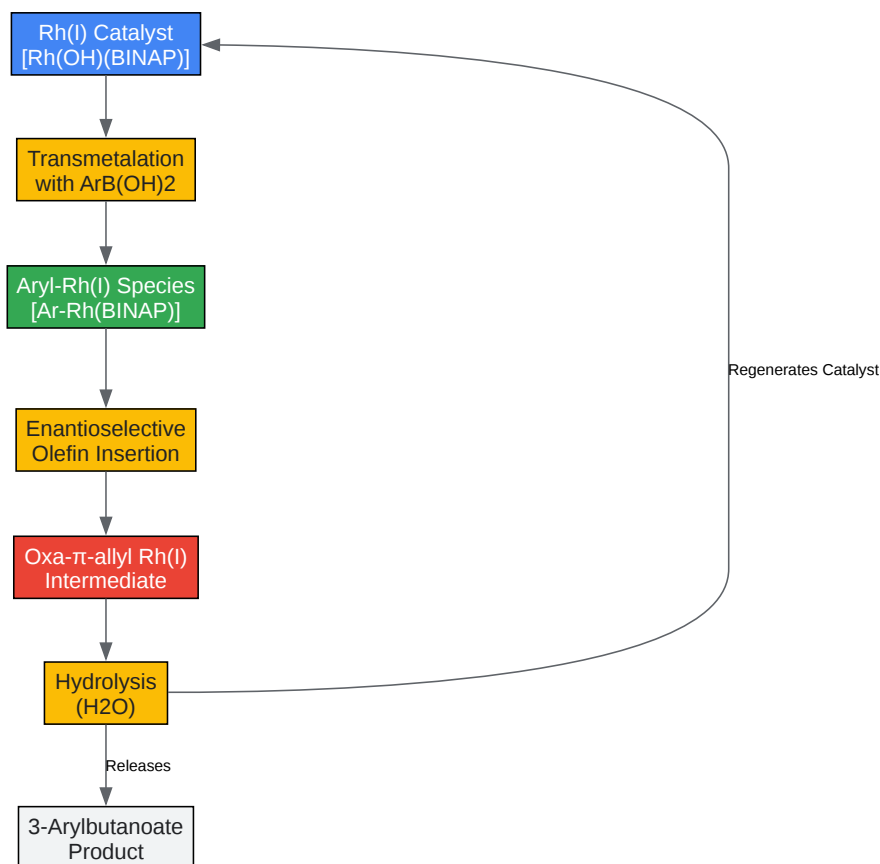 Rh(I) Catalyst
[Rh(OH)(BINAP)]
Transmetalation
with ArB(OH)2
Aryl-Rh(I) Species
[Ar-Rh(BINAP)]
Regenerates Catalyst
Enantioselective
Olefin Insertion
Oxa-π-allyl Rh(I)
Intermediate
Hydrolysis
(H2O)
Releases
3-Arylbutanoate
Product